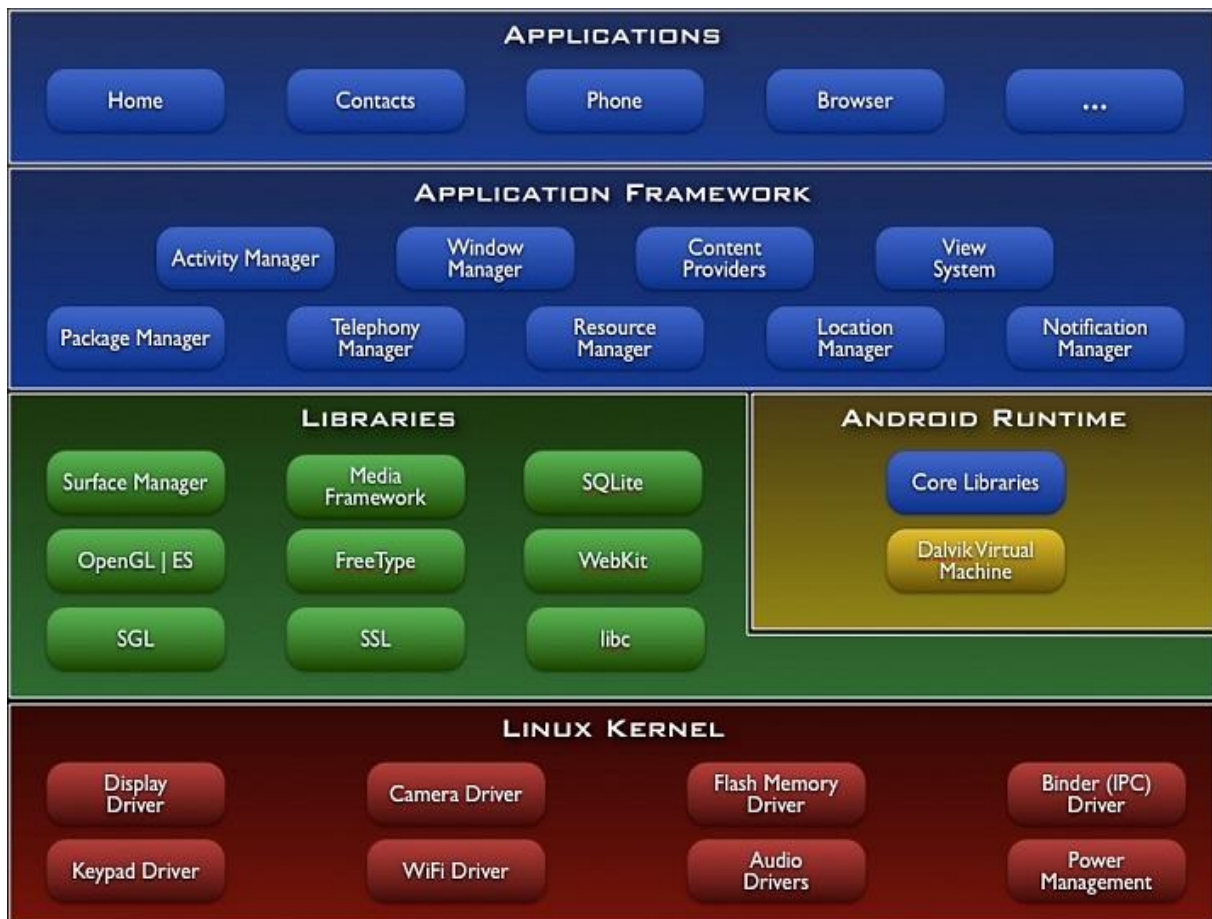 APPLICATIONS
Home
Contacts
Phone
Browser
...
APPLICATION FRAMEWORK
Activity Manager
Window
Manager
Content
Providers
View
System
Package Manager
Telephony
Manager
Resource
Manager
Location
Manager
Notification
Manager
LIBRARIES
Surface Manager
Media
Framework
SQLite
OpenGL | ES
FreeType
WebKit
SGL
SSL
libc
ANDROID RUNTIME
Core Libraries
Dalvik Virtual
Machine
LINUX KERNEL
Display
Driver
Camera Driver
Flash Memory
Driver
Binder (IPC)
Driver
Keypad Driver
WiFi Driver
Audio
Drivers
Power
Management